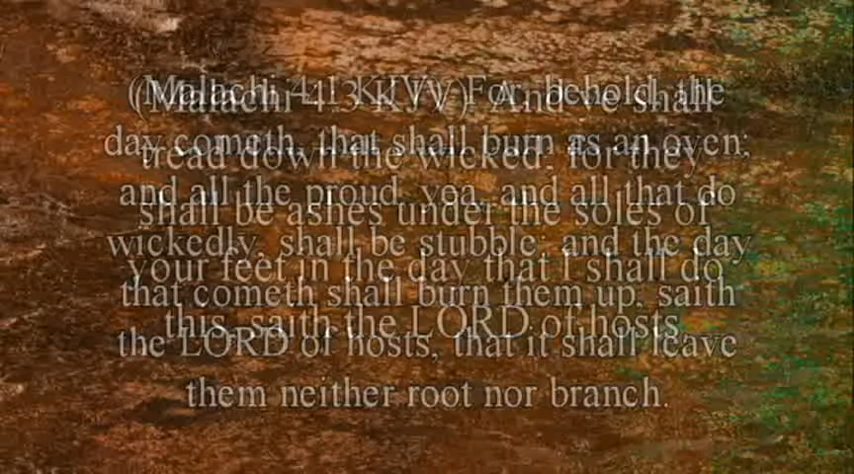 (Malachi 4:1 KJV) For, behold, the
day cometh, that shall burn as an oven;
and all the proud, yea, and all that do
wickedly, shall be stubble: and the day
that cometh shall burn them up, saith
the LORD of hosts, that it shall leave
them neither root nor branch.
(Malachi 4:3 KJV) And ye shall
tread down the wicked; for they
shall be ashes under the soles of
your feet in the day that I shall do
this, saith the LORD of hosts.